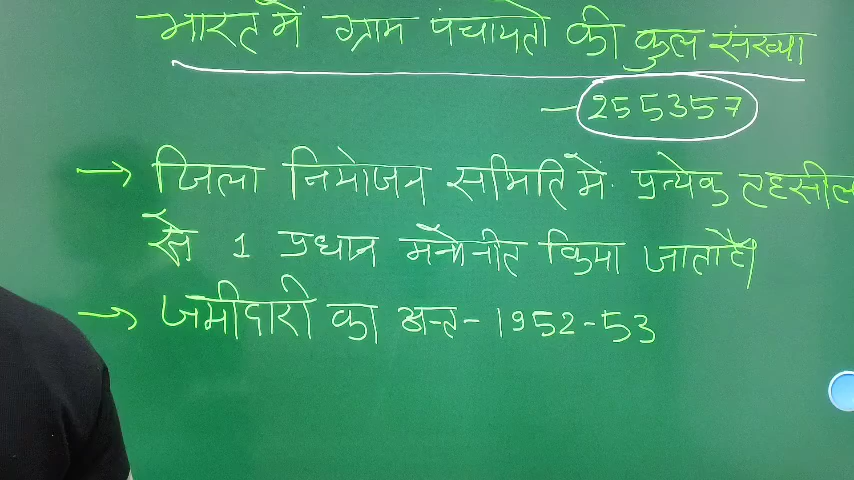 भारत में ग्राम पंचायतो की कुल संख्या
- 255357
→ जिला नियोजन समिति में प्रत्येक तहसील
से 1 प्रधान मनोनीत किया जाता है।
→ जमीदारी का अन्त - 1952-53